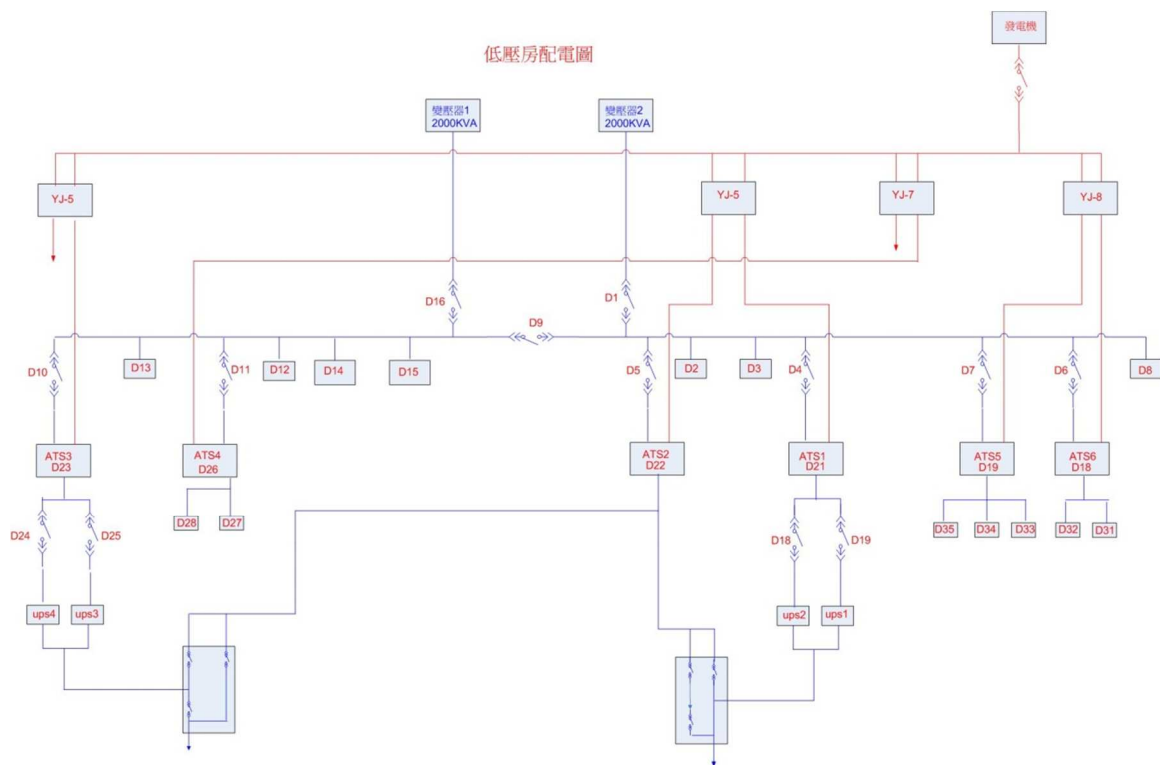 發電機
低壓房配電圖
變壓器1
2000KVA
變壓器2
2000KVA
YJ-5
YJ-5
YJ-7
YJ-8
D16
D1
D9
D10
D13
D11
D12
D14
D15
D5
D2
D3
D4
D7
D6
D8
ATS3
D23
ATS4
D26
ATS2
D22
ATS1
D21
ATS5
D19
ATS6
D18
D24
D25
D28
D27
D18
D19
D35
D34
D33
D32
D31
ups4
ups3
ups2
ups1